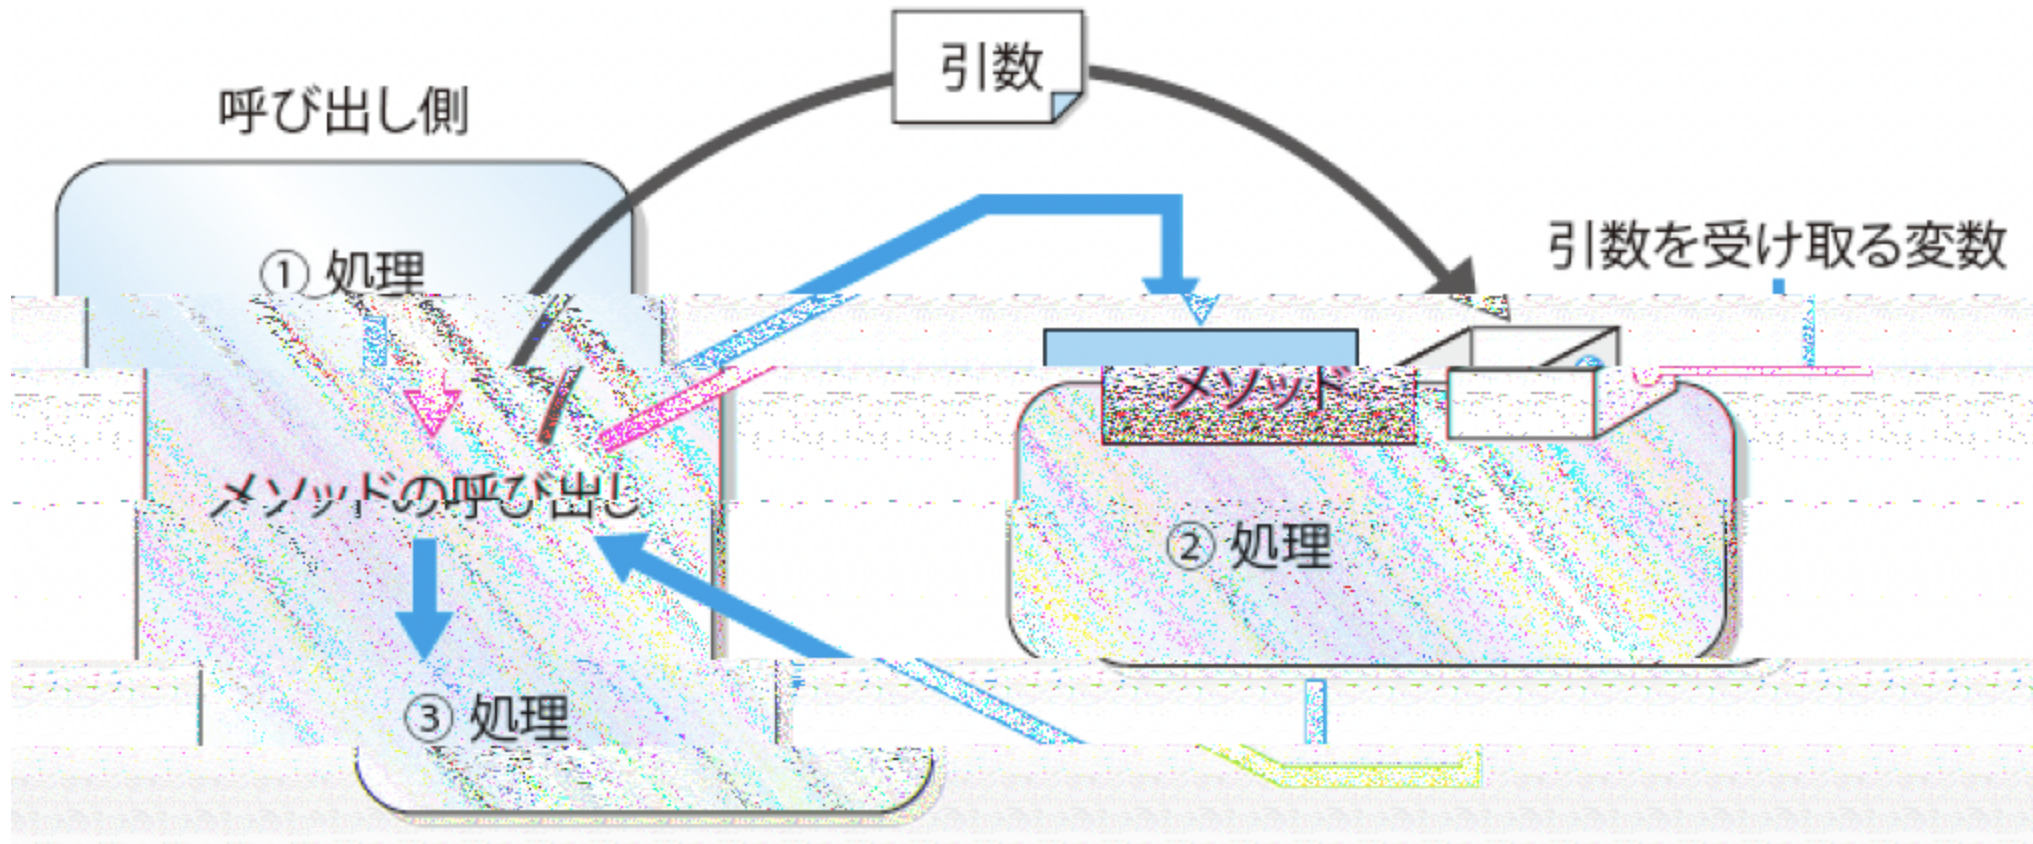 引数
呼び出し側
引数を受け取る変数
① 処理
メソッド
メソッドの呼び出し
② 処理
③ 処理